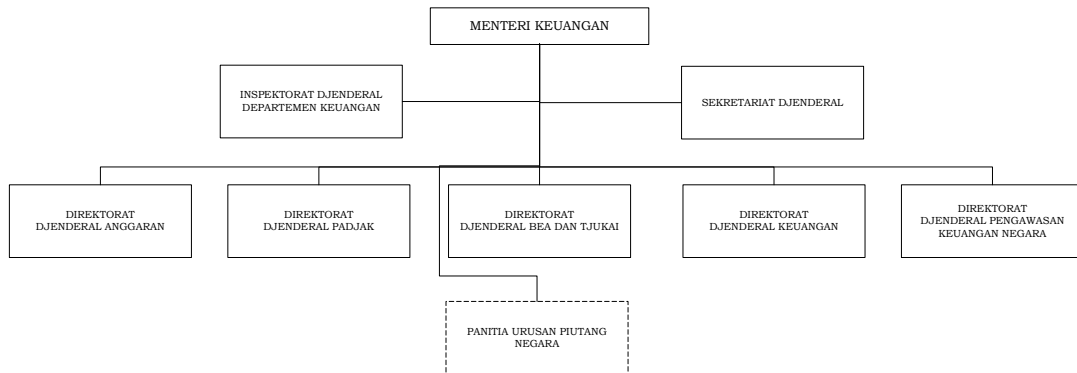 MENTERI KEUANGAN
INSPEKTORAT DJENDERAL
DEPARTEMEN KEUANGAN
SEKRETARIAT DJENDERAL
DIREKTORAT
DJENDERAL ANGGARAN
DIREKTORAT
DJENDERAL PADJAK
DIREKTORAT
DJENDERAL BEA DAN TJUKAI
DIREKTORAT
DJENDERAL KEUANGAN
DIREKTORAT
DJENDERAL PENGAWASAN
KEUANGAN NEGARA
PANITIA URUSAN PIUTANG
NEGARA